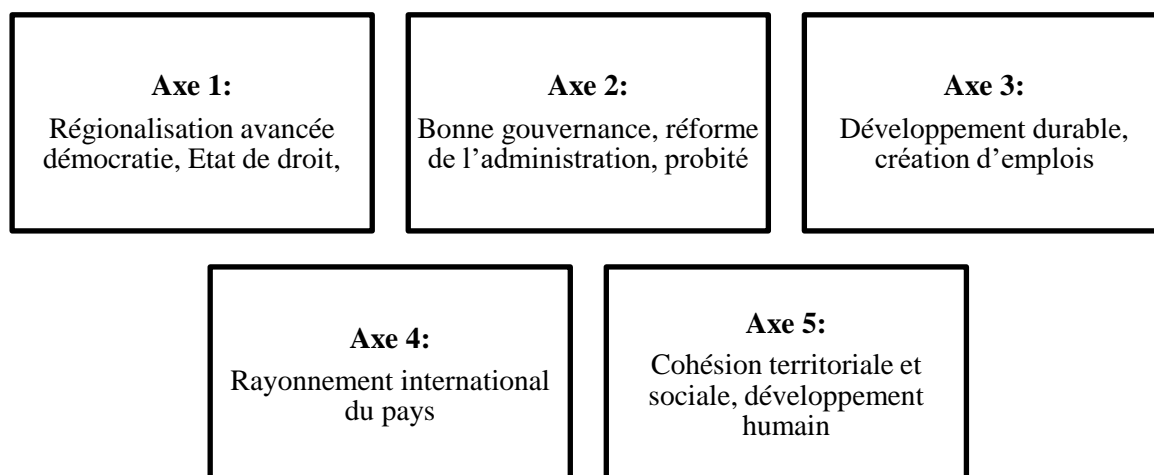 Axe 1:
Régionalisation avancée
démocratie, Etat de droit,
Axe 2:
Bonne gouvernance, réforme
de l’administration, probité
Axe 3:
Développement durable,
création d’emplois
Axe 4:
Rayonnement international
du pays
Axe 5:
Cohésion territoriale et
sociale, développement
humain